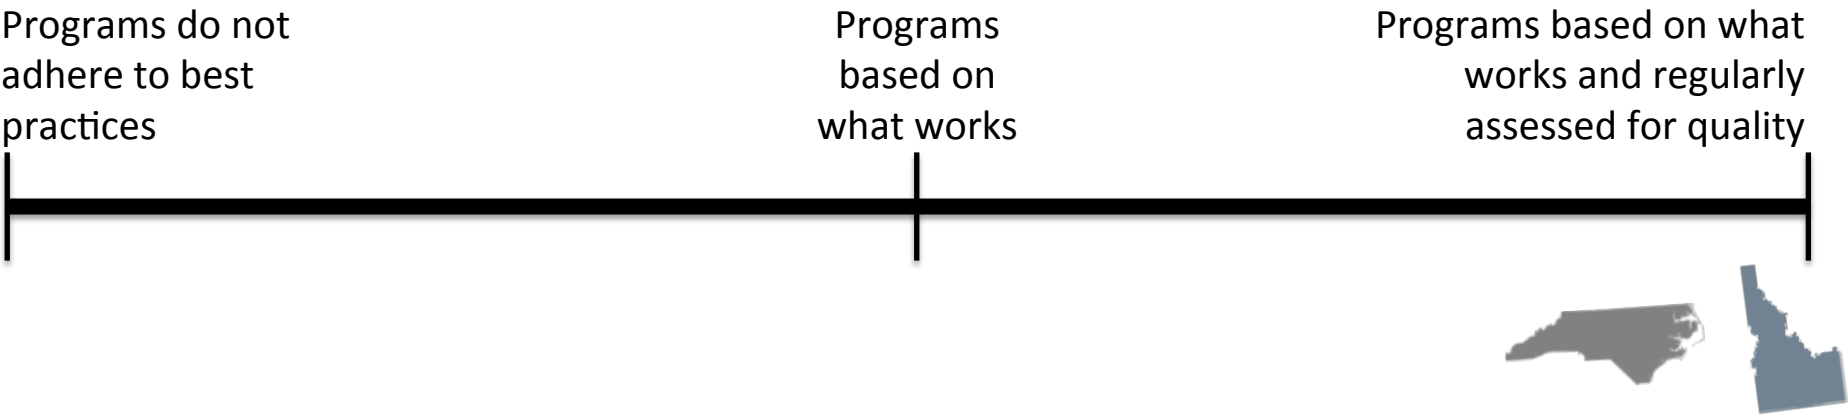 Programs do not
adhere to best
practices
Programs
based on
what works
Programs based on what
works and regularly
assessed for quality